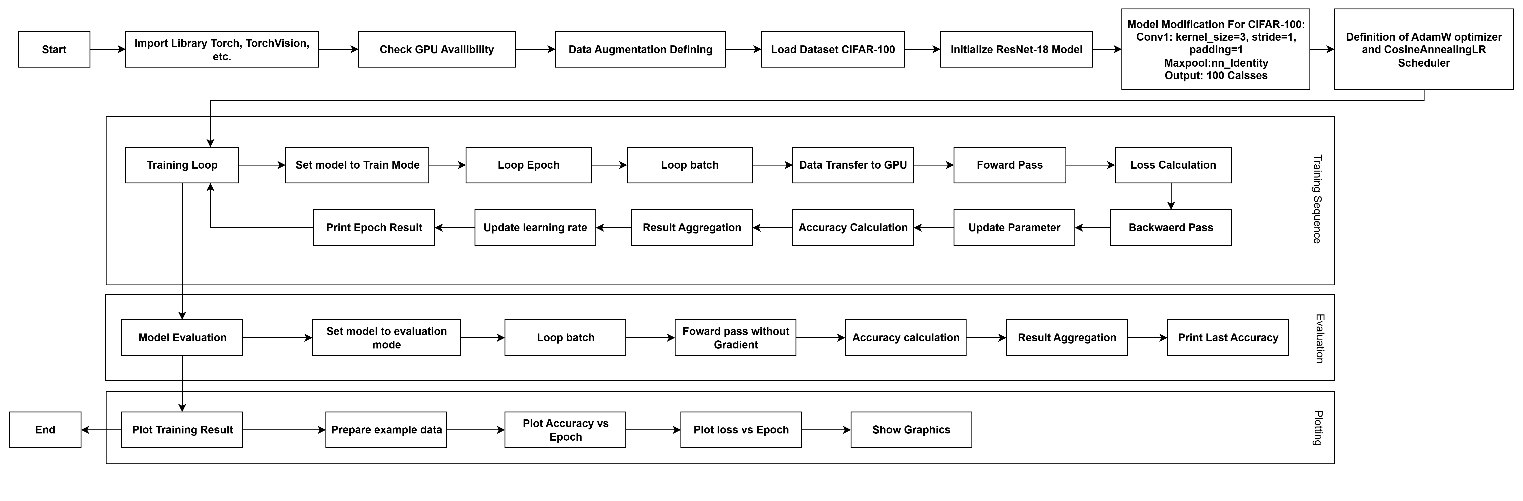 Start
Import Library Torch, TorchVision,
etc.
Check GPU Availibility
Data Augmentation Defining
Load Dataset CIFAR-100
Initialize ResNet-18 Model
Model Modification For CIFAR-100:
Conv1: kernel_size=3, stride=1,
padding=1
Maxpool:nn_Identity
Output: 100 Calsses
Definition of AdamW optimizer
and CosineAnnealingLR
Scheduler
Training Sequence
Training Loop
Set model to Train Mode
Loop Epoch
Loop batch
Data Transfer to GPU
Foward Pass
Loss Calculation
Backwaerd Pass
Update Parameter
Accuracy Calculation
Result Aggregation
Update learning rate
Print Epoch Result
Evaluation
Model Evaluation
Set model to evaluation
mode
Loop batch
Foward pass without
Gradient
Accuracy calculation
Result Aggregation
Print Last Accuracy
Plotting
End
Plot Training Result
Prepare example data
Plot Accuracy vs
Epoch
Plot loss vs Epoch
Show Graphics